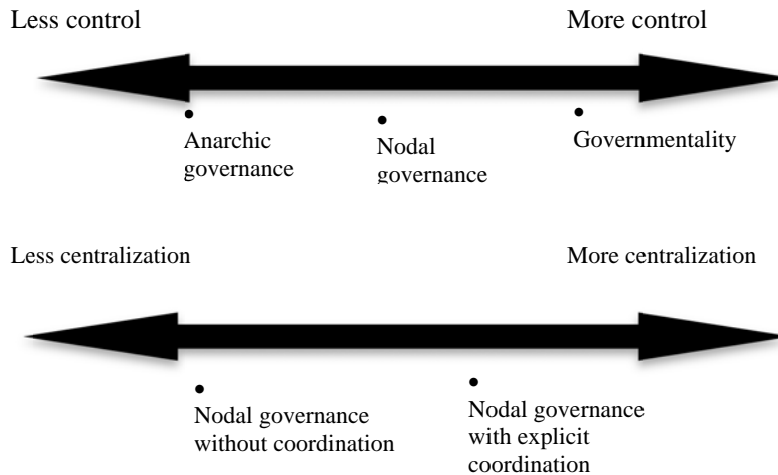 Less control More control
• Anarchic governance
• Nodal governance
• Governmentality
Less centralization More centralization
• Nodal governance without coordination
• Nodal governance with explicit coordination